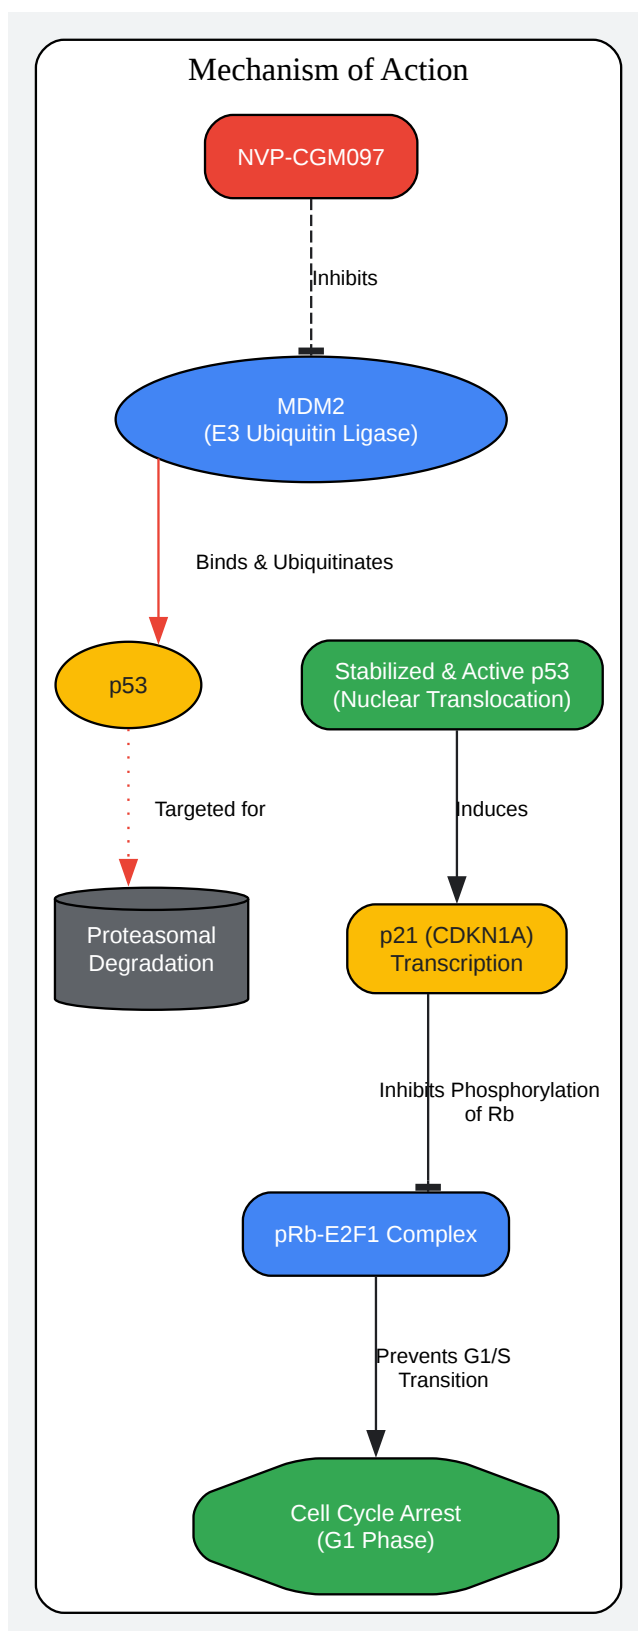 Mechanism of Action
NVP-CGM097
Inhibits
MDM2
(E3 Ubiquitin Ligase)
Binds & Ubiquitinates
p53
Stabilized & Active p53
(Nuclear Translocation)
Targeted for
Induces
Proteasomal
Degradation
p21 (CDKN1A)
Transcription
Inhibits Phosphorylation
of Rb
pRb-E2F1 Complex
Prevents G1/S
Transition
Cell Cycle Arrest
(G1 Phase)